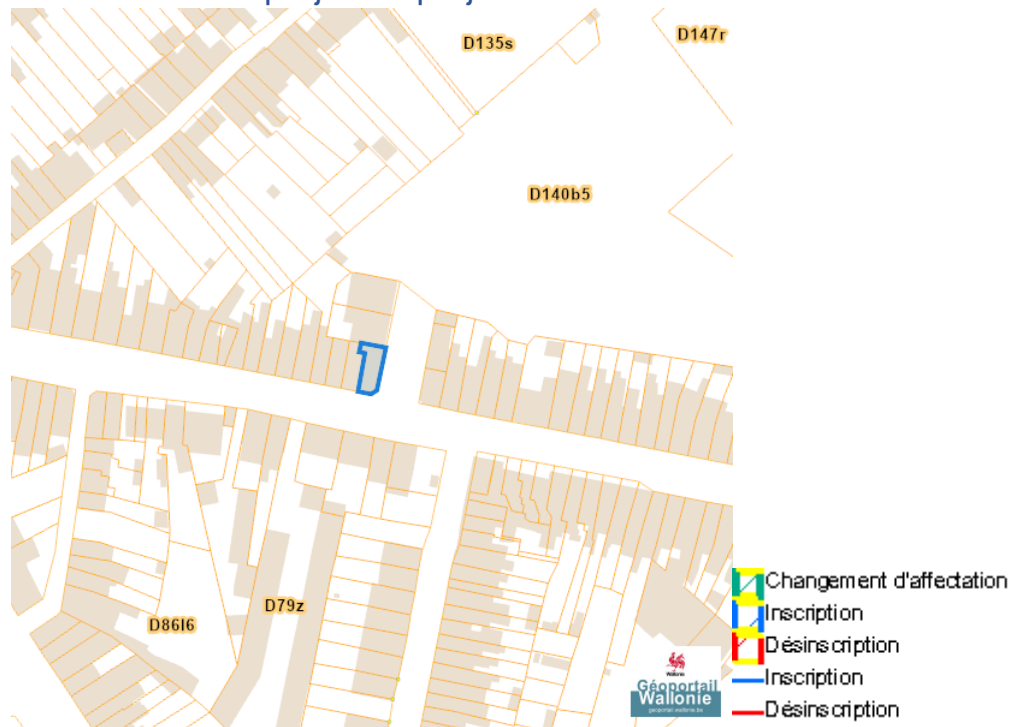 D135s
D147r
D140b5
D79z
D86l6
Changement d'affectation
Inscription
Désinscription
Inscription
Désinscription
Wallonie
Géoportail
Wallonie
geoportail.wallonie.be